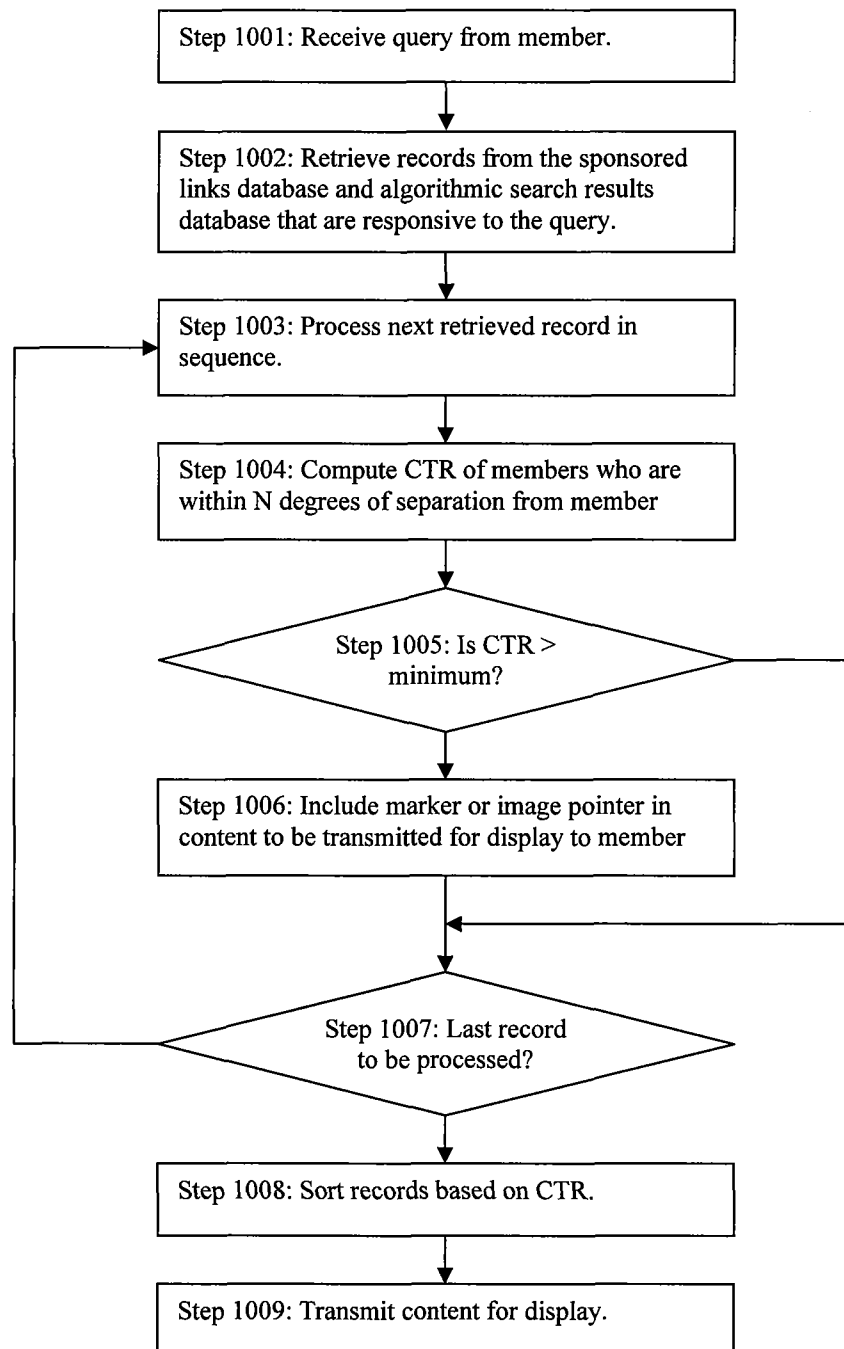 Step 1001: Receive query from member.
Step 1002: Retrieve records from the sponsored
links database and algorithmic search results
database that are responsive to the query.
Step 1003: Process next retrieved record in
sequence.
Step 1004: Compute CTR of members who are
within N degrees of separation from member
Step 1005: Is CTR >
minimum?
Step 1006: Include marker or image pointer in
content to be transmitted for display to member
Step 1007: Last record
to be processed?
Step 1008: Sort records based on CTR.
Step 1009: Transmit content for display.